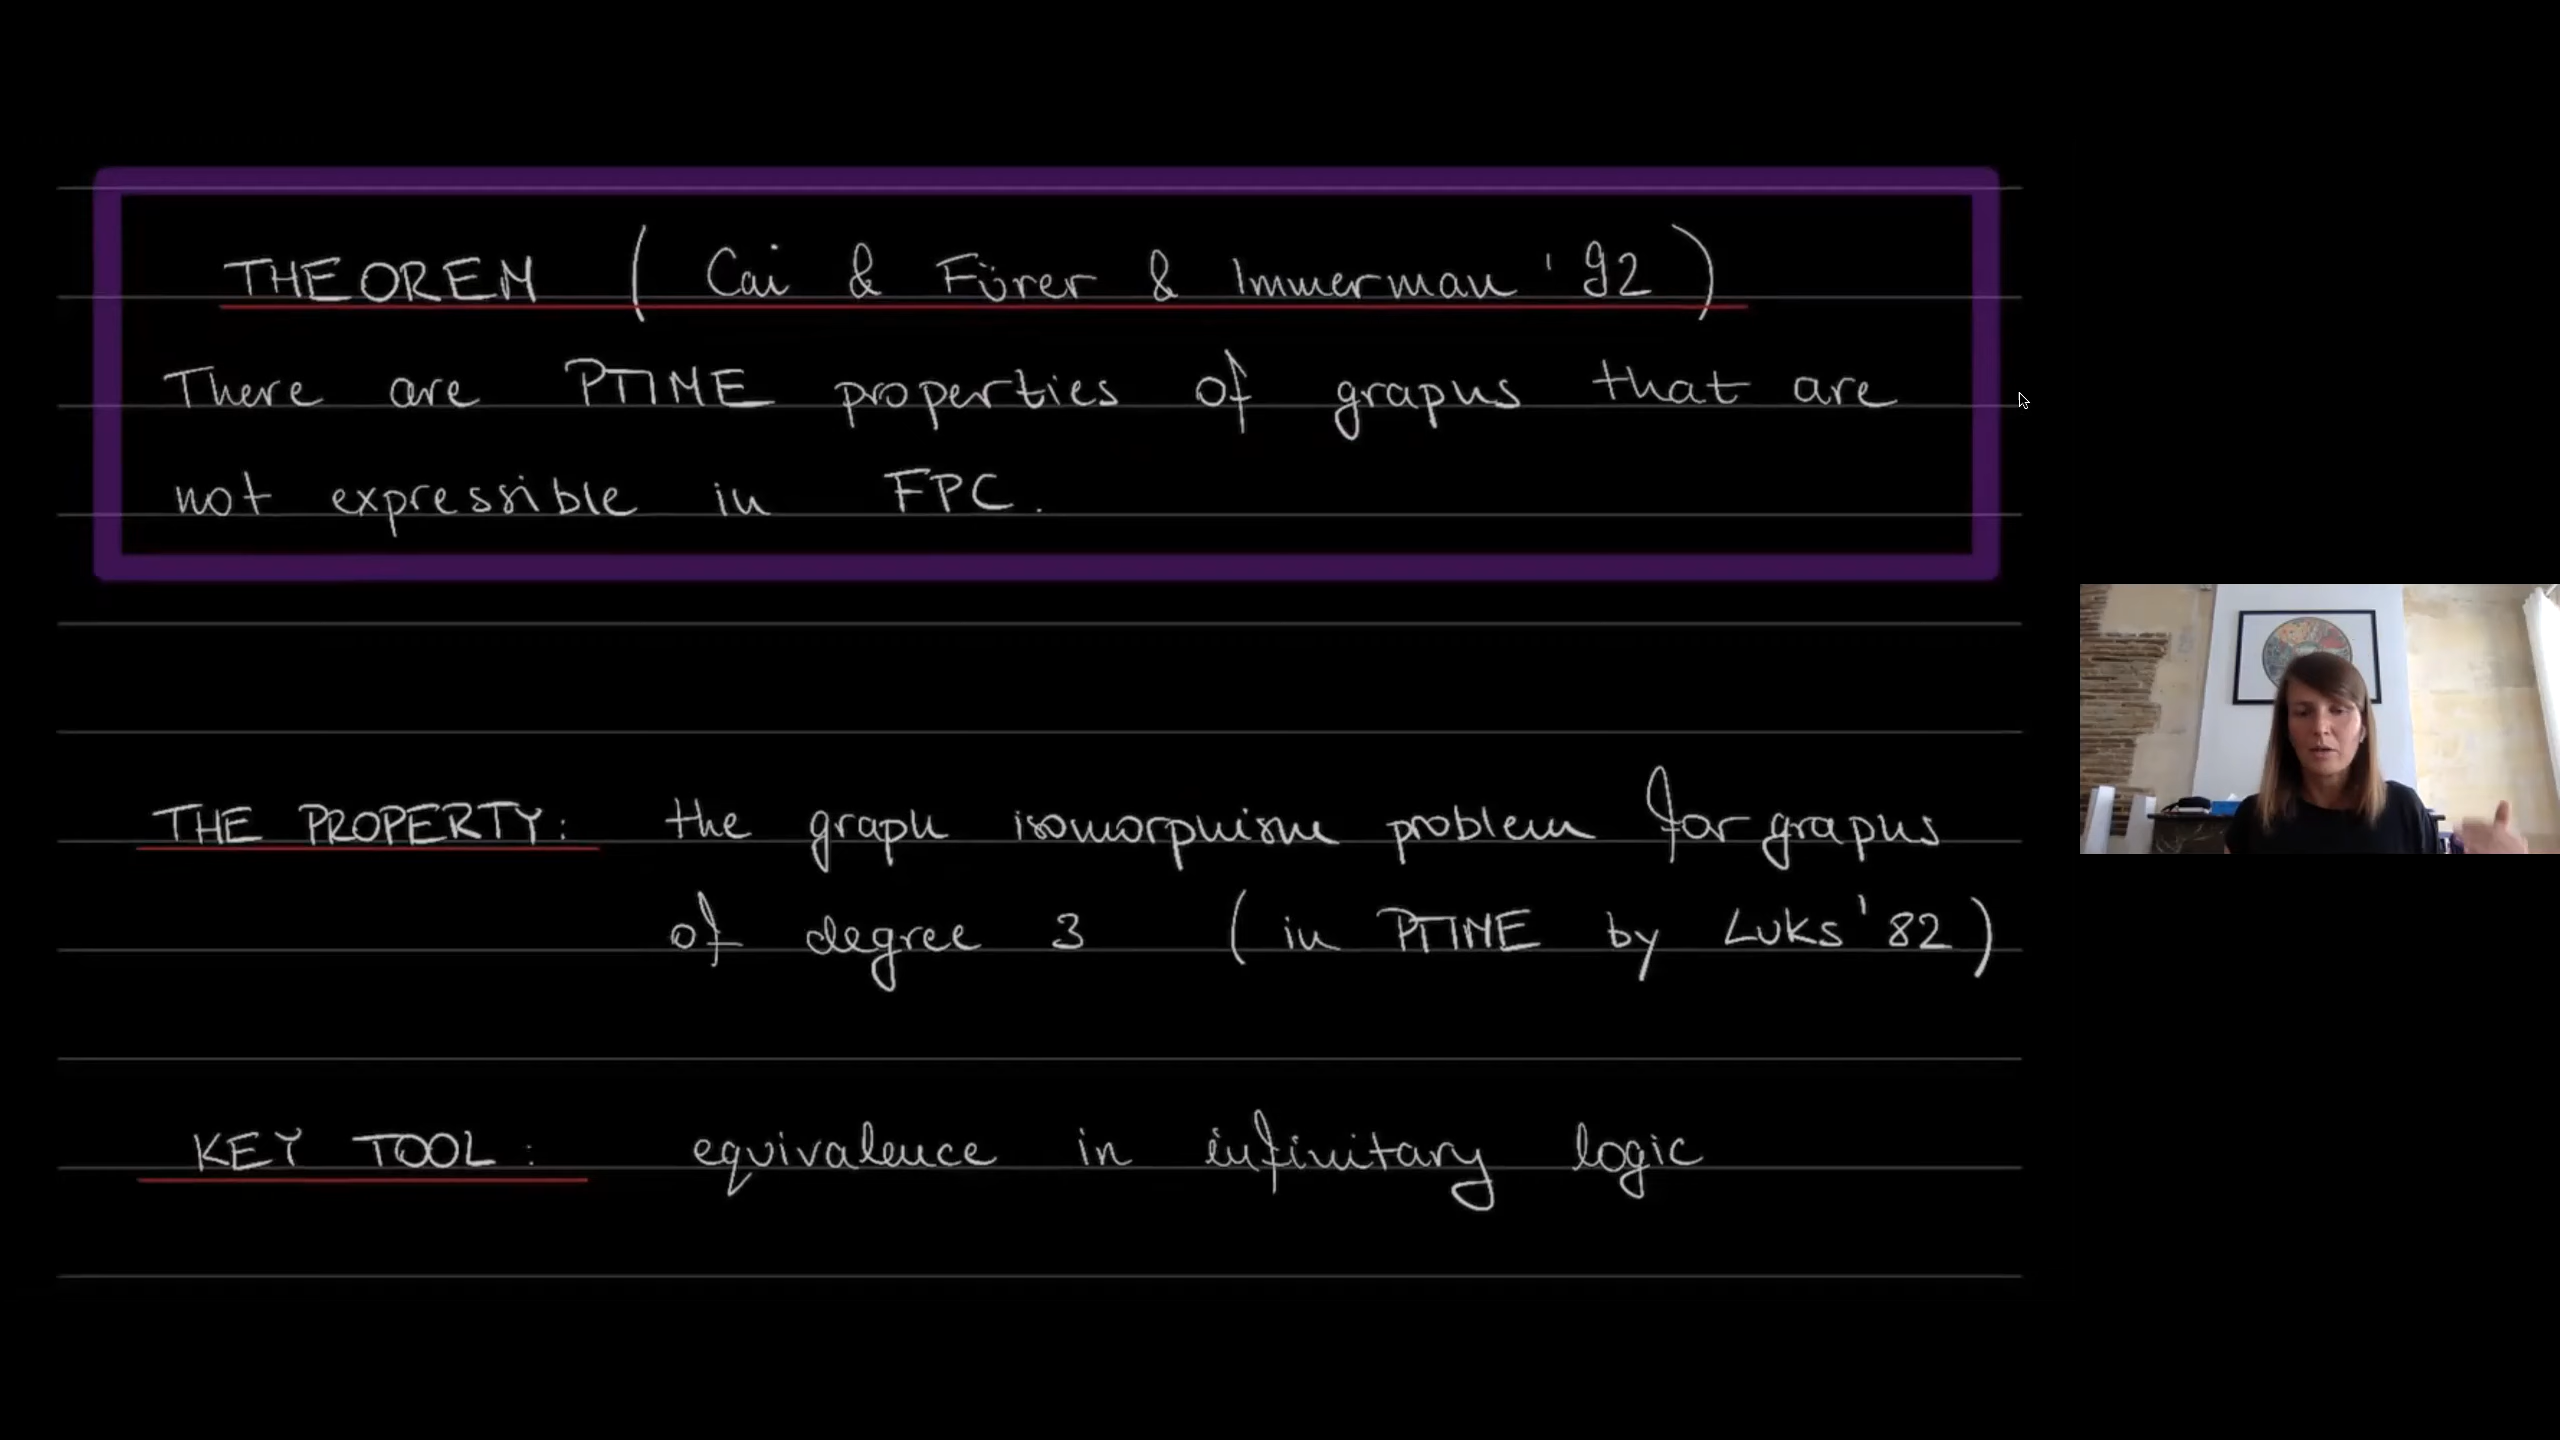 THEOREM ( Cai & Fürer & Immerman '92 )
There are PTIME properties of graphs that are
not expressible in FPC.
THE PROPERTY: the graph isomorphism problem for graphs
of degree 3 ( in PTIME by Luks '82 )
KEY TOOL: equivalence in infinitary logic